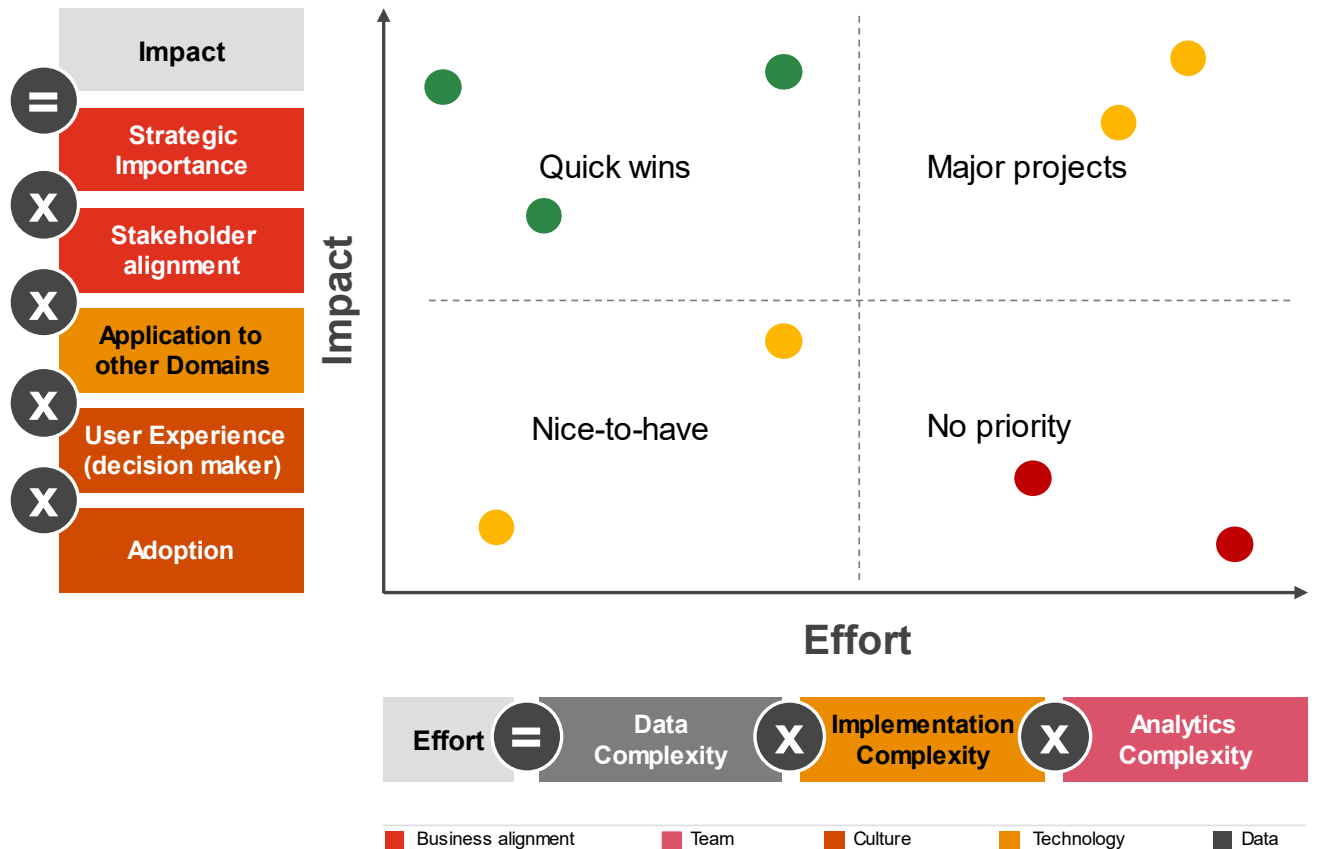 Impact
=
Strategic
Importance
x
Stakeholder
alignment
x
Application to
other Domains
x
User Experience
(decision maker)
x
Adoption
Impact
Quick wins
Major projects
Nice-to-have
No priority
Effort
Effort
=
Data
Complexity
x
Implementation
Complexity
x
Analytics
Complexity
Business alignment
Team
Culture
Technology
Data